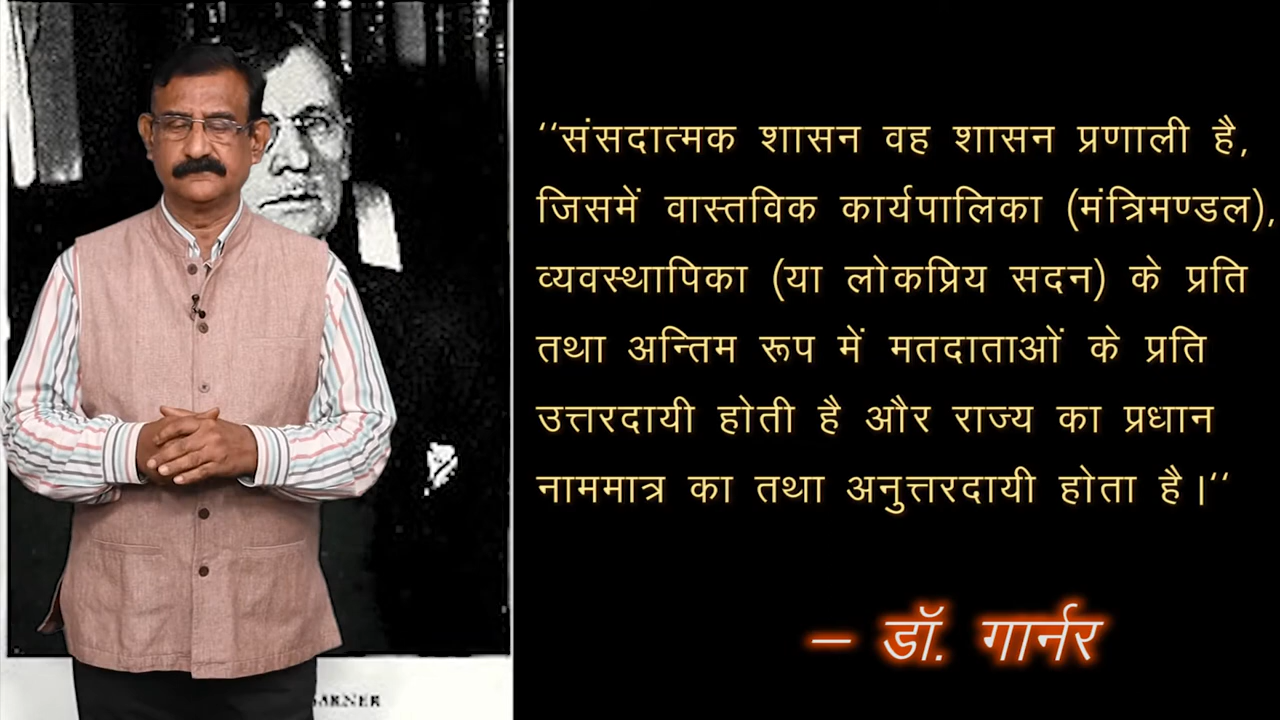 ‘‘संसदात्मक शासन वह शासन प्रणाली है,
जिसमें वास्तविक कार्यपालिका (मंत्रिमण्डल),
व्यवस्थापिका (या लोकप्रिय सदन) के प्रति
तथा अन्तिम रूप में मतदाताओं के प्रति
उत्तरदायी होती है और राज्य का प्रधान
नाममात्र का तथा अनुत्तरदायी होता है।‘‘
– डॉ. गार्नर
GARNER